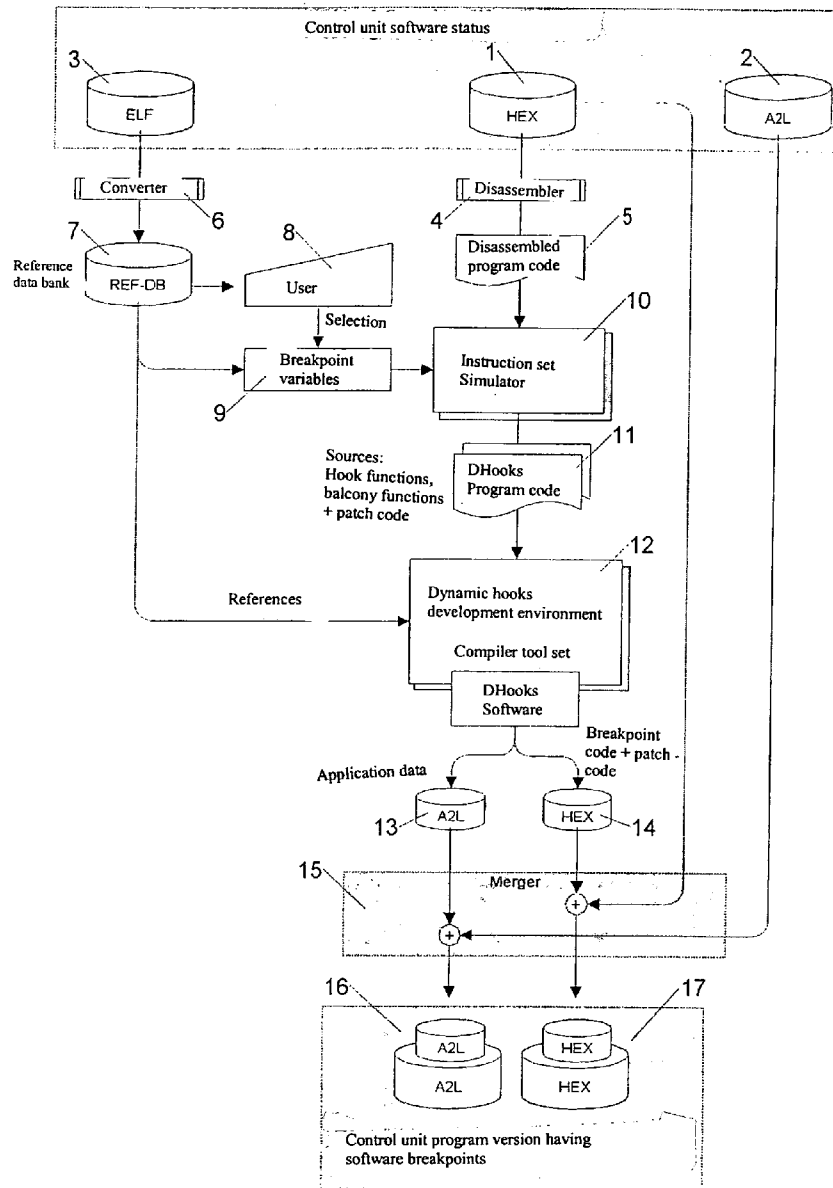 Control unit software status
3
1
2
ELF
HEX
A2L
Converter
Disassembler
6
4
5
7
8
Reference
data bank
REF-DB
User
Disassembled
program code
10
Selection
Breakpoint
variables
9
Instruction set
Simulator
11
Sources:
Hook functions,
balcony functions
+ patch code
DHooks
Program code
12
Dynamic hooks
development environment
References
Compiler tool set
DHooks
Software
Breakpoint
code + patch
code
Application data
A2L
HEX
13
14
15
Merger
+
+
16
17
A2L
HEX
A2L
HEX
Control unit program version having
software breakpoints